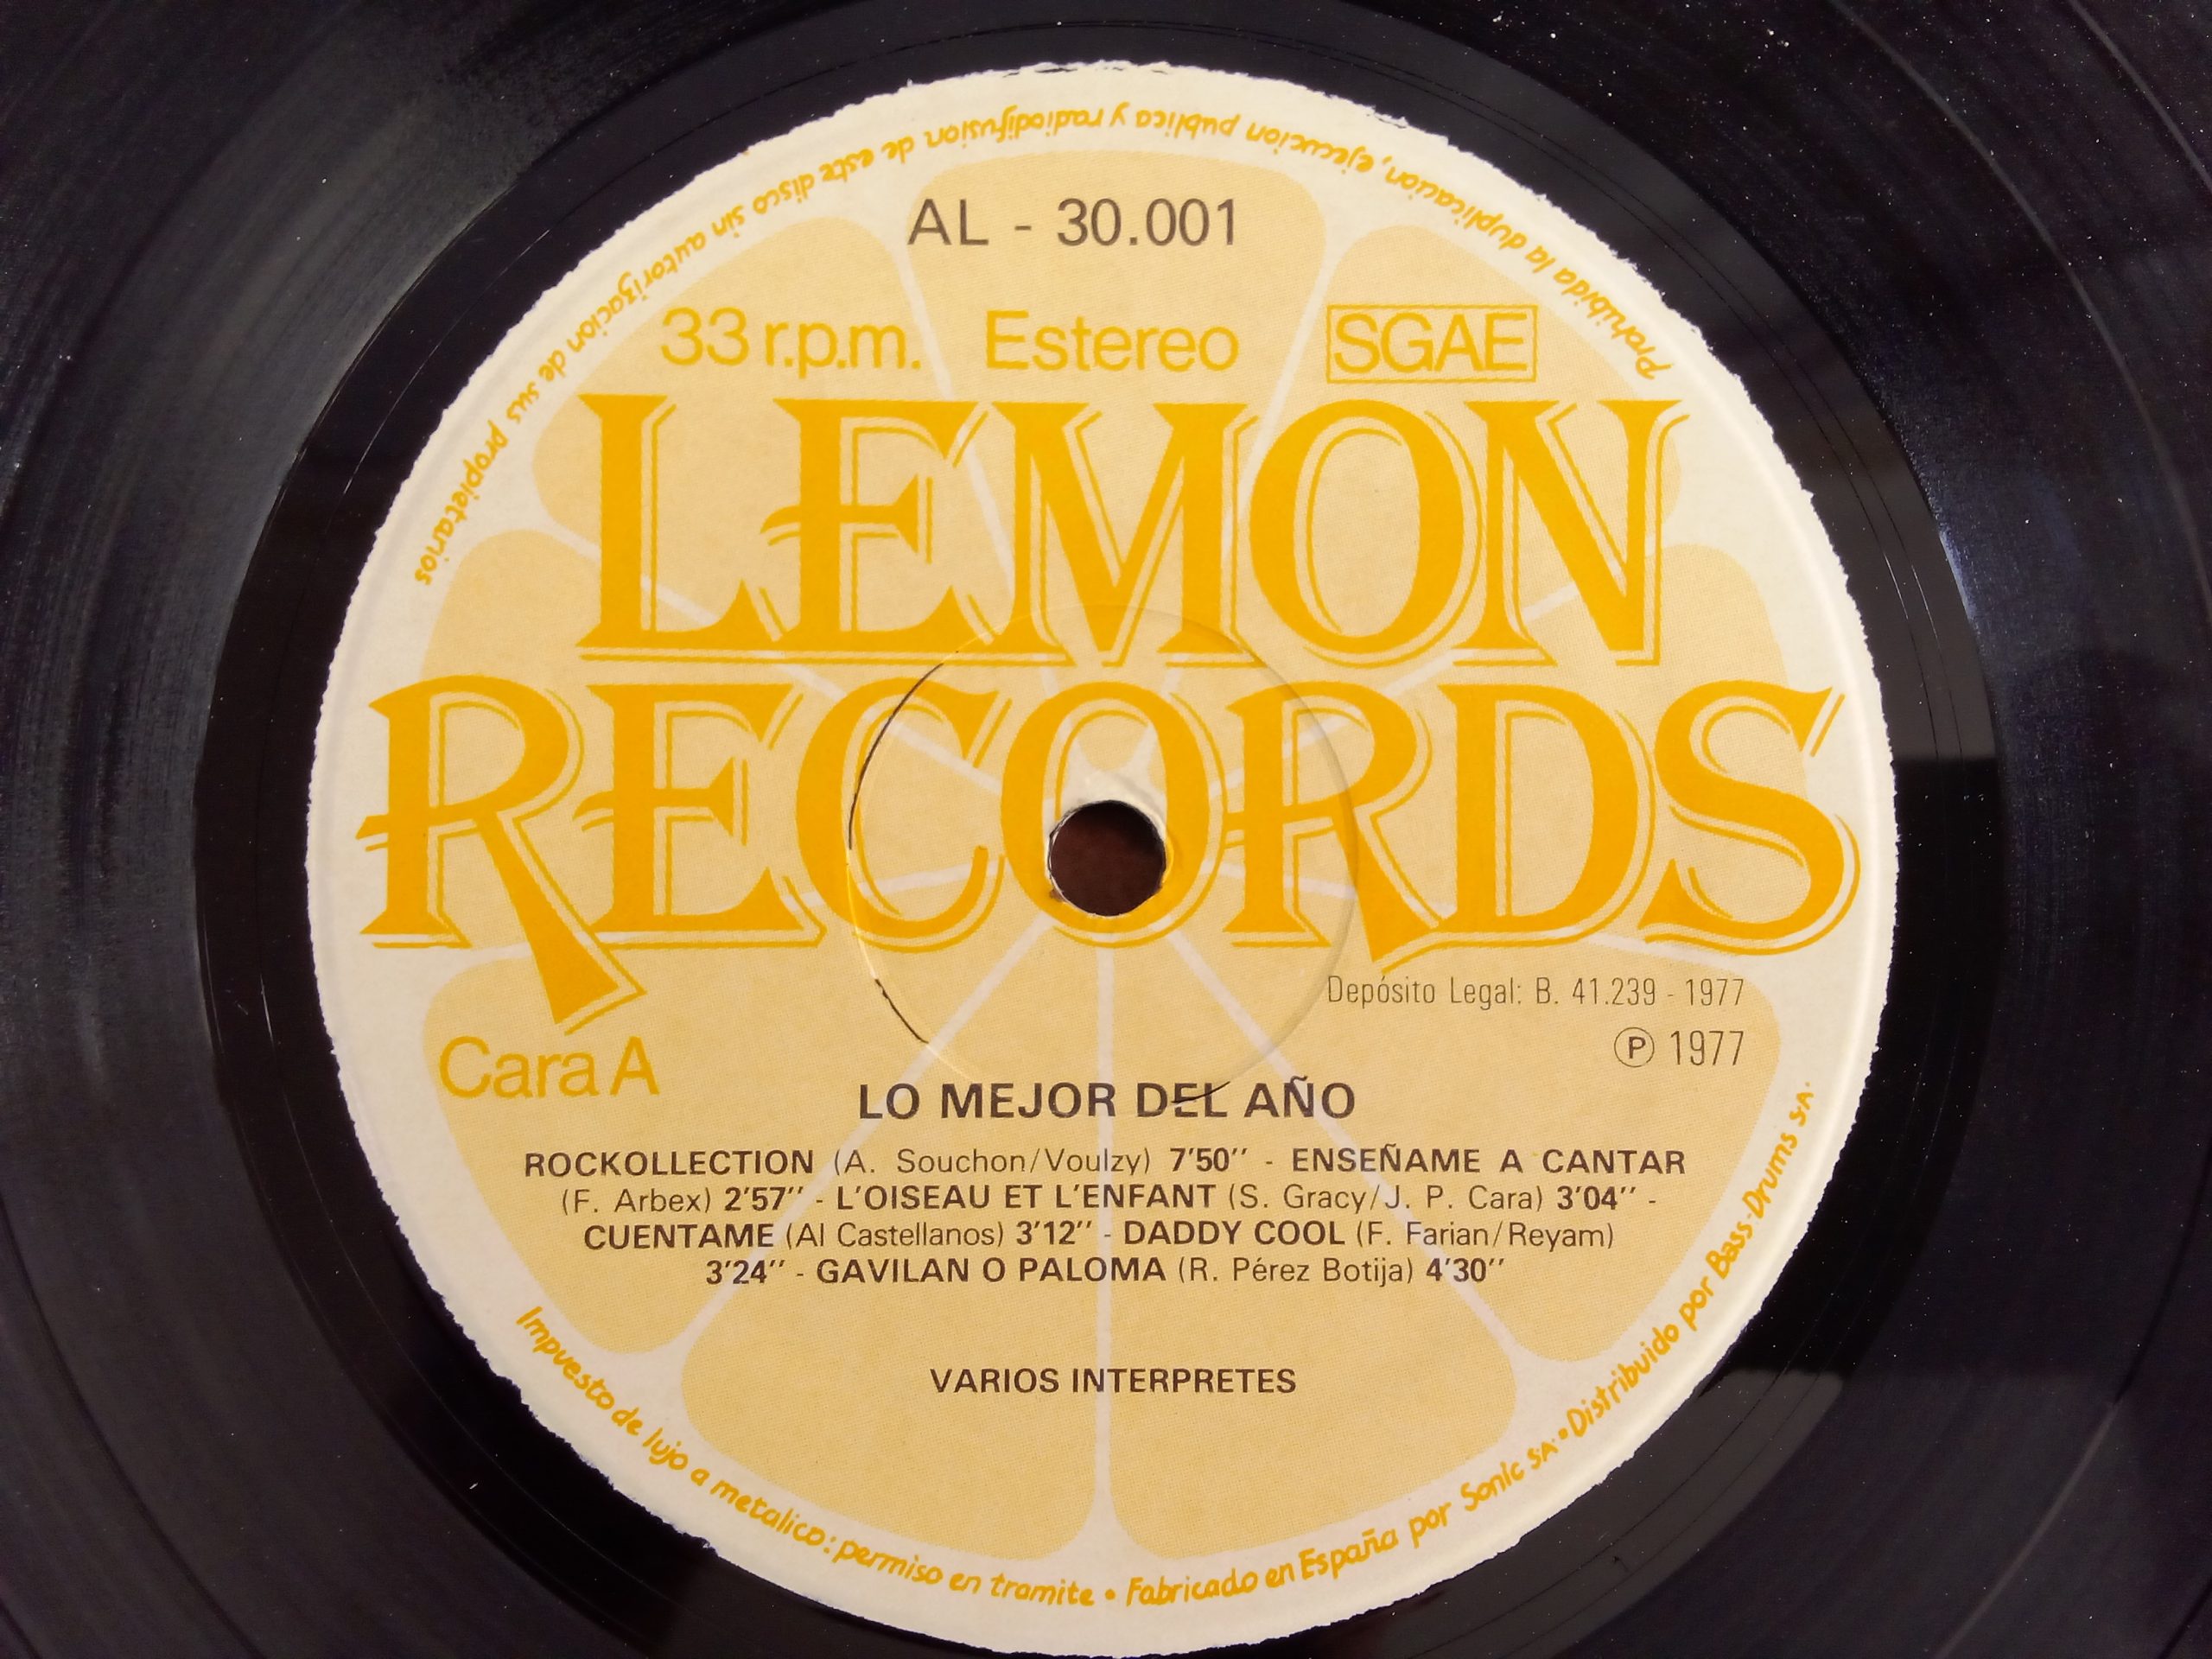 Prohibida la duplicacion, ejecucion publica y radiodifusion de este disco sin autorizacion de sus propietarios
AL - 30.001
33 r.p.m. Estereo SGAE
LEMON
RECORDS
Depósito Legal: B. 41.239 - 1977
Ⓟ 1977
Cara A
LO MEJOR DEL AÑO
ROCKOLLECTION (A. Souchon/Voulzy) 7'50'' - ENSEÑAME A CANTAR
(F. Arbex) 2'57'' - L'OISEAU ET L'ENFANT (S. Gracy/J. P. Cara) 3'04'' -
CUENTAME (Al Castellanos) 3'12'' - DADDY COOL (F. Farian/Reyam)
3'24'' - GAVILAN O PALOMA (R. Pérez Botija) 4'30''
VARIOS INTERPRETES
Impuesto de lujo a metalico: permiso en tramite • Fabricado en España por Sonic S.A. • Distribuido por Bass-Drums S.A.